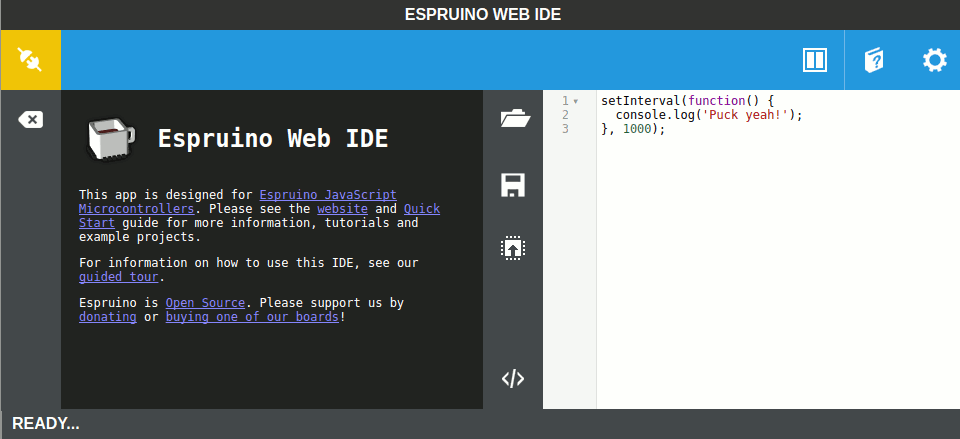 ESPRUINO WEB IDE
Espruino Web IDE
This app is designed for Espruino JavaScript
Microcontrollers. Please see the website and Quick
Start guide for more information, tutorials and
example projects.
For information on how to use this IDE, see our
guided tour.
Espruino is Open Source. Please support us by
donating or buying one of our boards!
1 setInterval(function() {
2   console.log('Puck yeah!');
3 }, 1000);
READY...